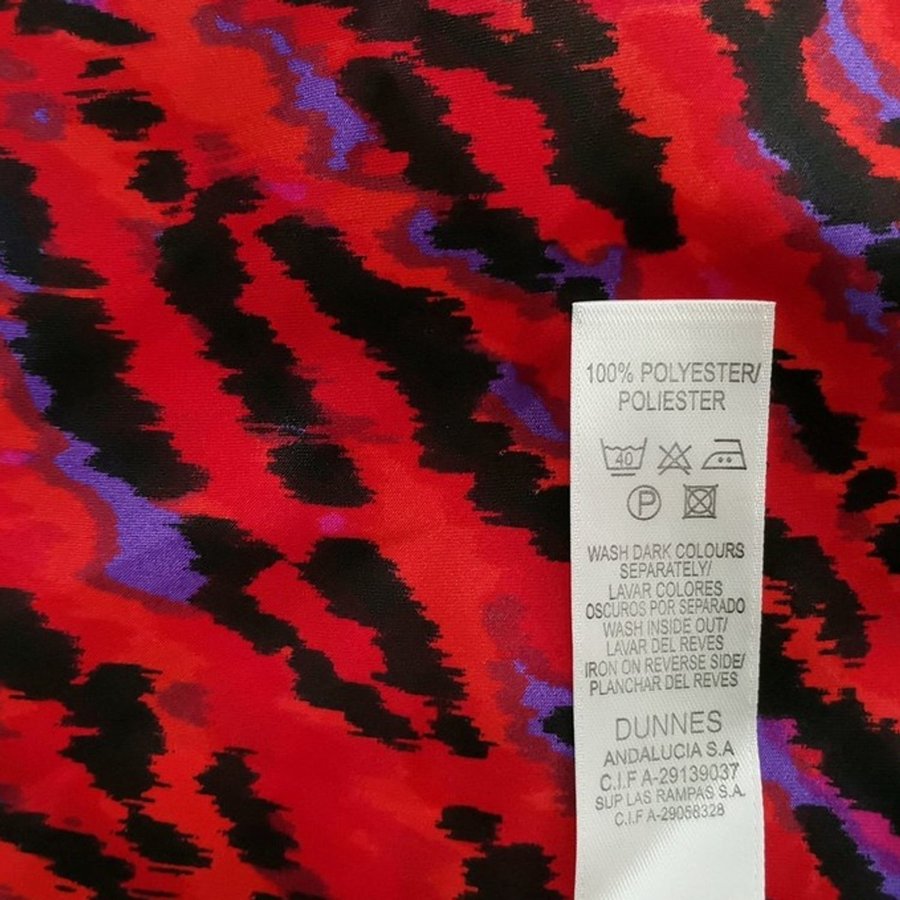 100% POLYESTER/
POLIESTER
40
P
WASH DARK COLOURS
SEPARATELY/
LAVAR COLORES
OSCUROS POR SEPARADO
WASH INSIDE OUT/
LAVAR DEL REVES
IRON ON REVERSE SIDE/
PLANCHAR DEL REVES
DUNNES
ANDALUCIA S.A
C.I.F A-29139037
SUP LAS RAMPAS S.A.
C.I.F A-29058328